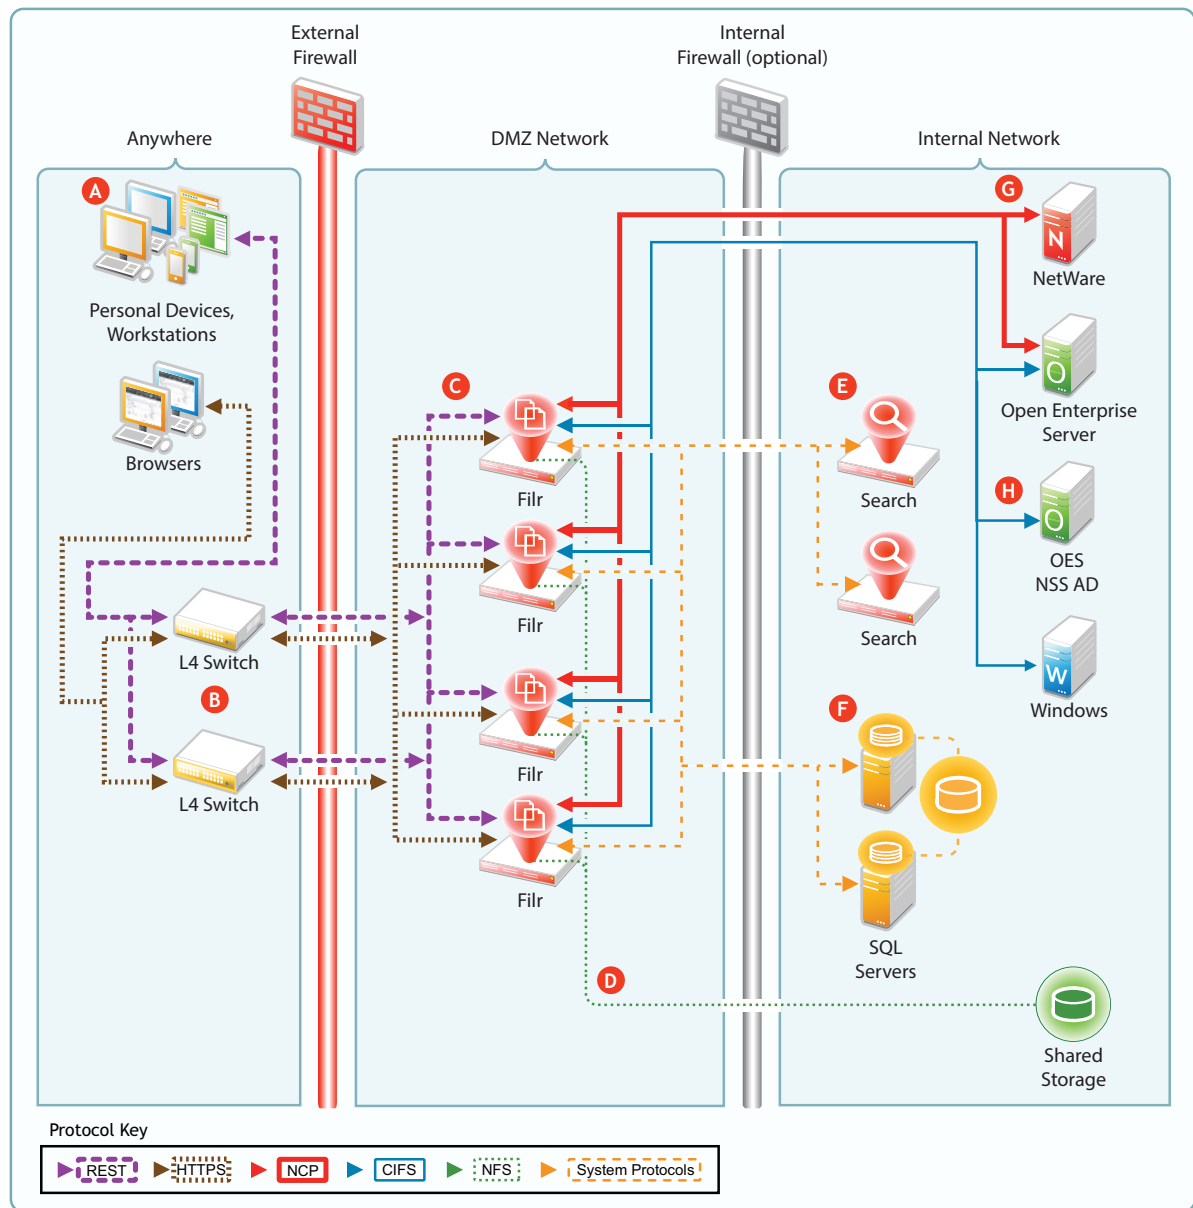 External
Firewall
Internal
Firewall (optional)
Anywhere
DMZ Network
Internal Network
A
Personal Devices,
Workstations
Browsers
L4 Switch
B
L4 Switch
C
Filr
Filr
Filr
Filr
D
E
Search
Search
F
SQL
Servers
G
N
NetWare
O
Open Enterprise
Server
H
O
OES
NSS AD
W
Windows
Shared
Storage
Protocol Key
REST
HTTPS
NCP
CIFS
NFS
System Protocols